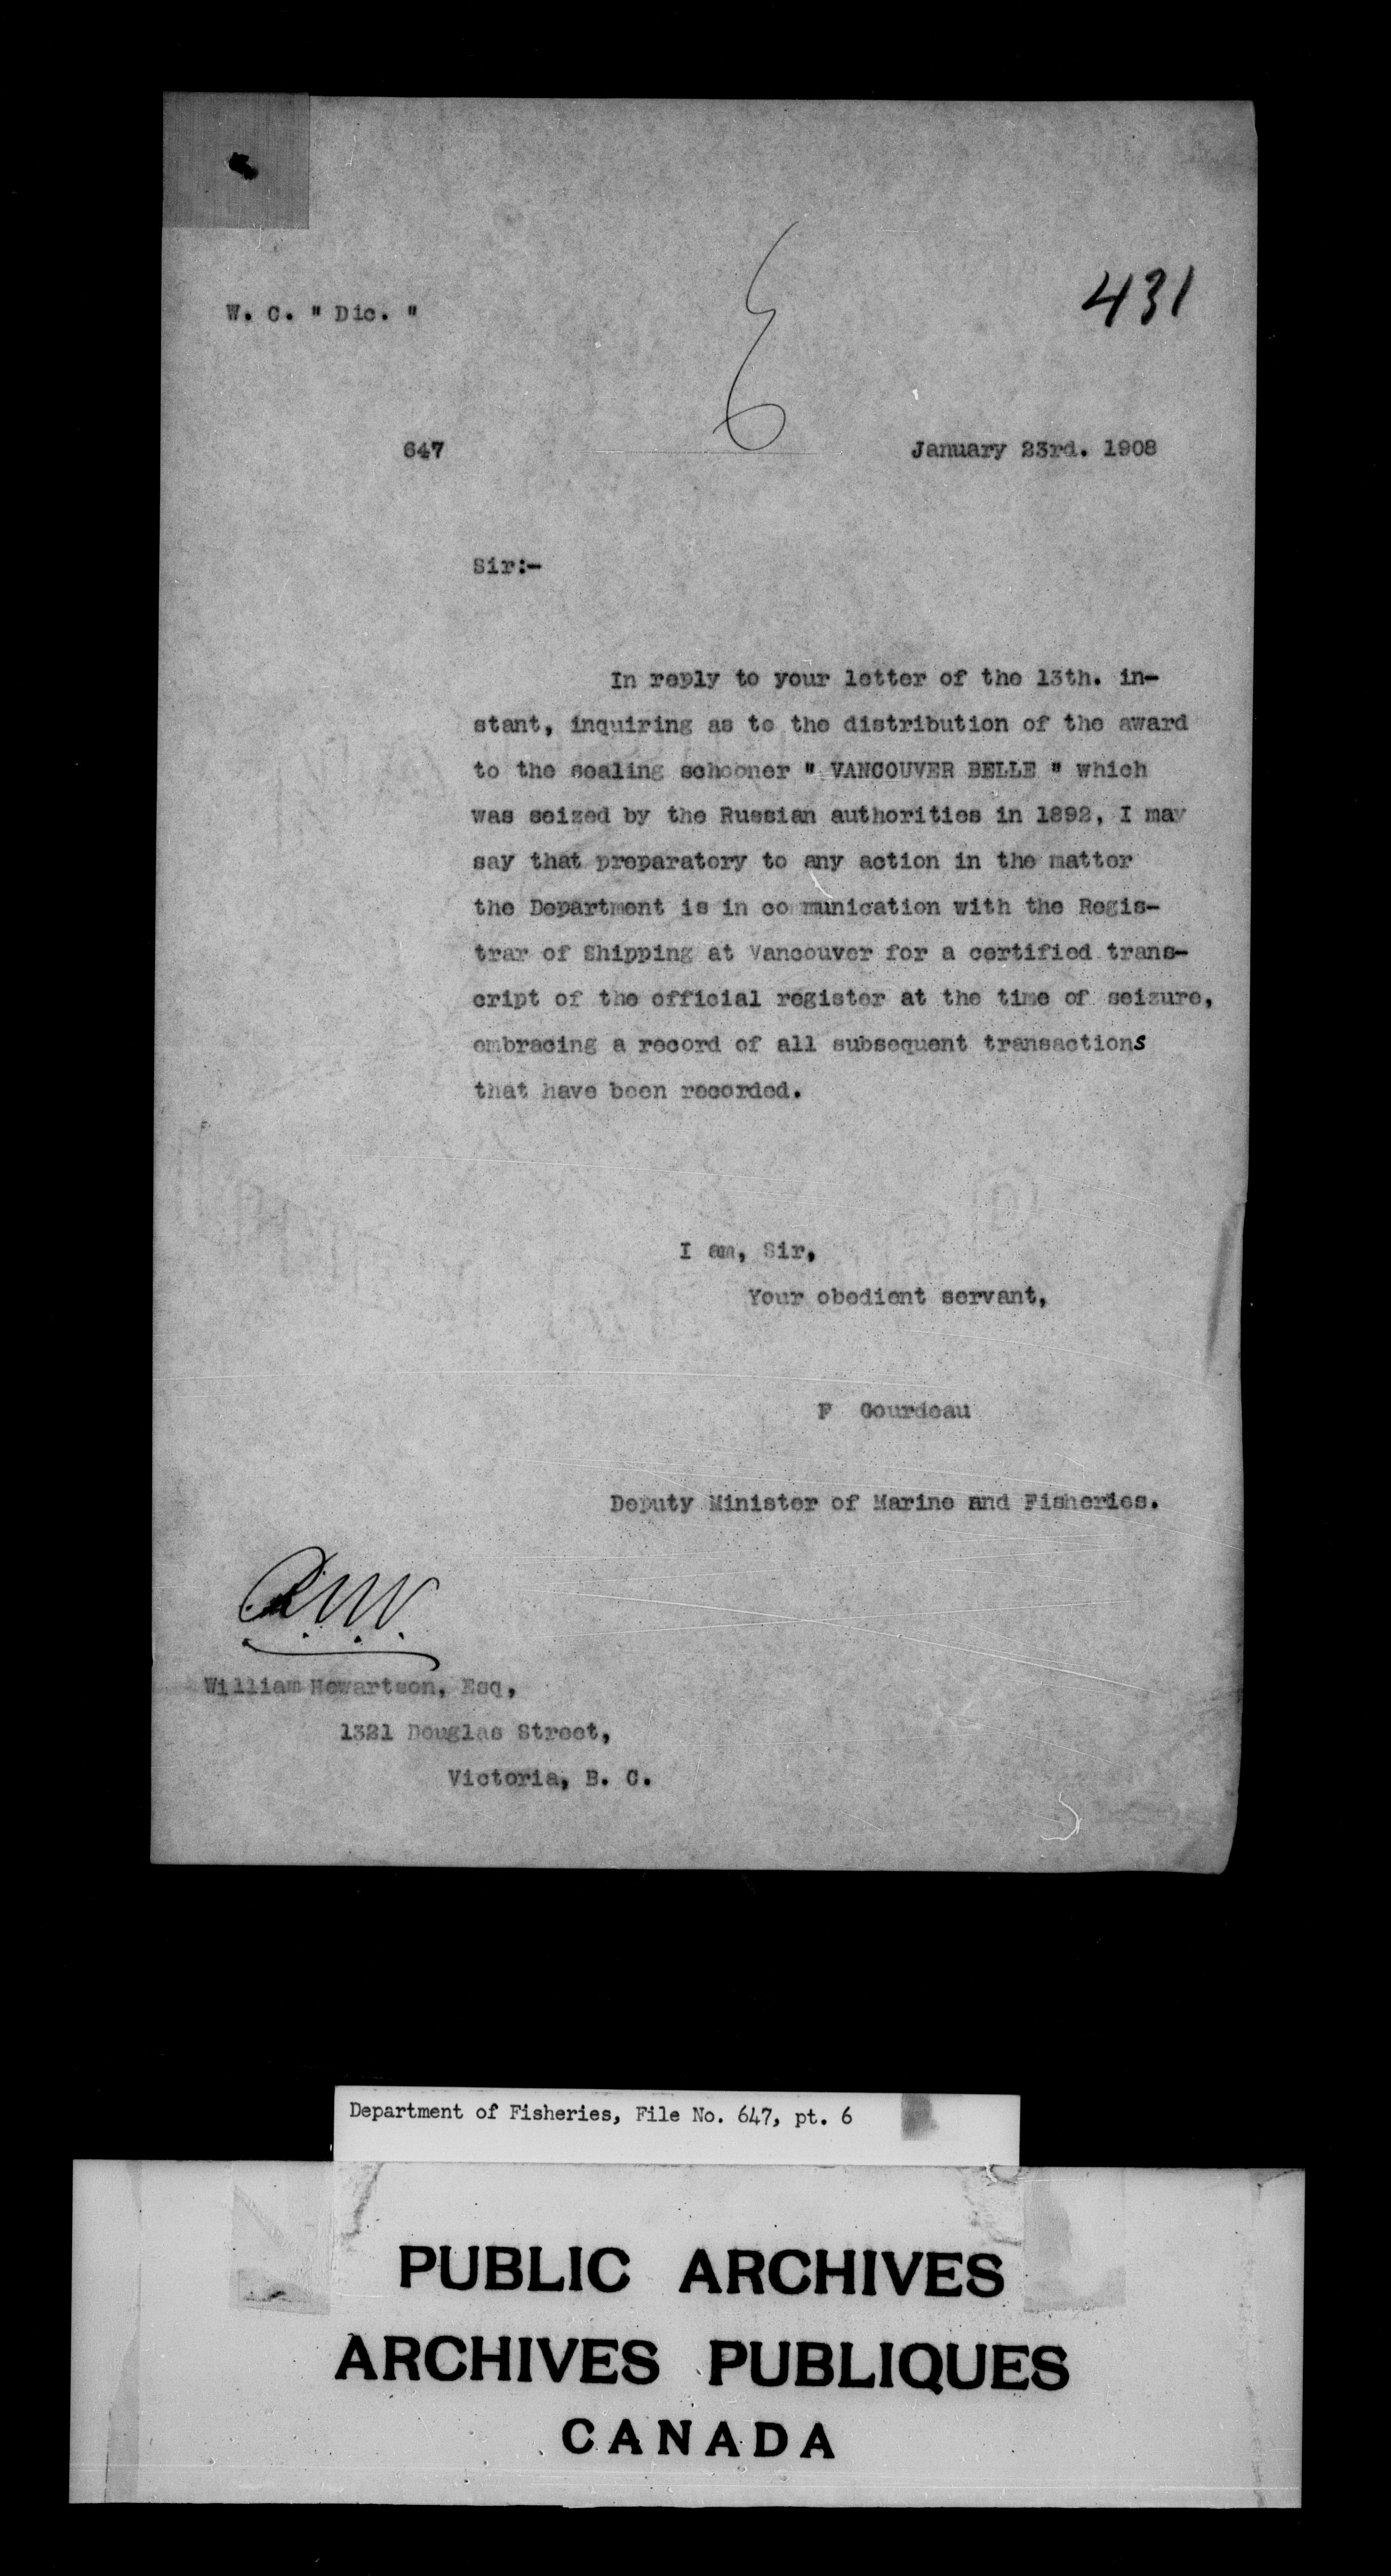 431
W. C. " Dic. "
647 January 23rd. 1908
Sir:-
In reply to your letter of the 13th. in-
stant, inquiring as to the distribution of the award
to the sealing schooner " VANCOUVER BELLE " which
was seized by the Russian authorities in 1892, I may
say that preparatory to any action in the matter
the Department is in communication with the Regis-
trar of Shipping at Vancouver for a certified trans-
cript of the official register at the time of seizure,
embracing a record of all subsequent transactions
that have been recorded.
I am, Sir,
Your obedient servant,
F Gourdeau
Deputy Minister of Marine and Fisheries.
William Howartson, Esq,
1321 Douglas Street,
Victoria, B. C.
Department of Fisheries, File No. 647, pt. 6
PUBLIC ARCHIVES
ARCHIVES PUBLIQUES
CANADA